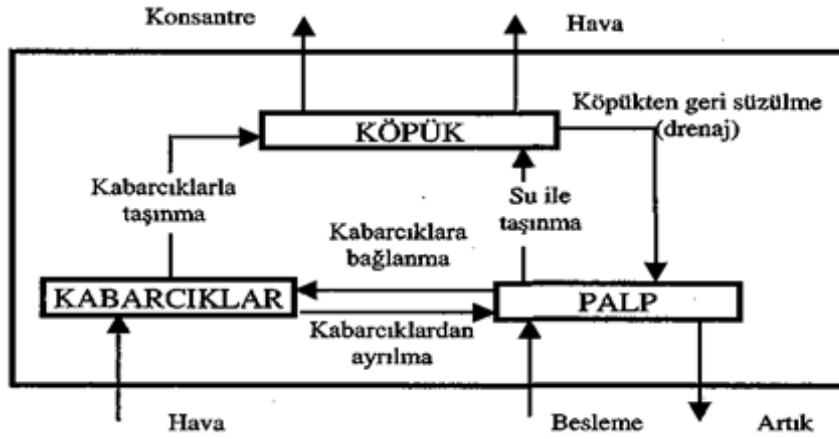 Konsantre
Hava
KÖPÜK
Köpükten geri süzülme
(drenaj)
Kabarcıklarla
taşınma
Su ile
taşınma
Kabarcıklara
bağlanma
KABARCIKLAR
PALP
Kabarcıklardan
ayrılma
Hava
Besleme
Artık